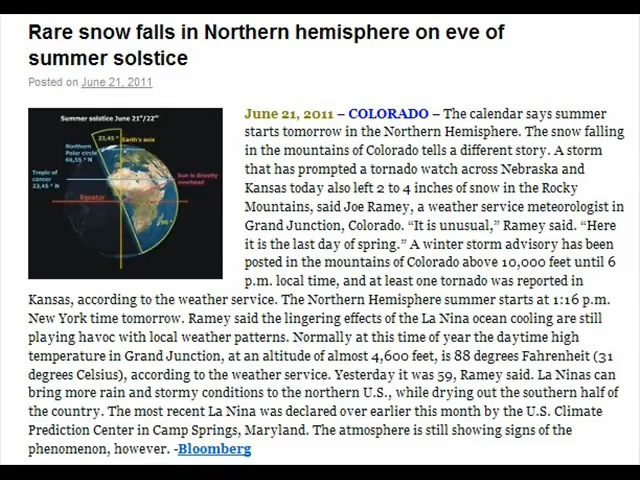 Rare snow falls in Northern hemisphere on eve of
summer solstice
Posted on June 21, 2011
Summer solstice June 21°/22°
23,45 °
Earth's axis
Northern
Polar circle
66,55 ° N
Tropic of
cancer
23,45 ° N
Sun is directly
overhead
Equator
90 °
June 21, 2011 – COLORADO – The calendar says summer
starts tomorrow in the Northern Hemisphere. The snow falling
in the mountains of Colorado tells a different story. A storm
that has prompted a tornado watch across Nebraska and
Kansas today also left 2 to 4 inches of snow in the Rocky
Mountains, said Joe Ramey, a weather service meteorologist in
Grand Junction, Colorado. “It is unusual,” Ramey said. “Here
it is the last day of spring.” A winter storm advisory has been
posted in the mountains of Colorado above 10,000 feet until 6
p.m. local time, and at least one tornado was reported in
Kansas, according to the weather service. The Northern Hemisphere summer starts at 1:16 p.m.
New York time tomorrow. Ramey said the lingering effects of the La Nina ocean cooling are still
playing havoc with local weather patterns. Normally at this time of year the daytime high
temperature in Grand Junction, at an altitude of almost 4,600 feet, is 88 degrees Fahrenheit (31
degrees Celsius), according to the weather service. Yesterday it was 59, Ramey said. La Ninas can
bring more rain and stormy conditions to the northern U.S., while drying out the southern half of
the country. The most recent La Nina was declared over earlier this month by the U.S. Climate
Prediction Center in Camp Springs, Maryland. The atmosphere is still showing signs of the
phenomenon, however. -Bloomberg